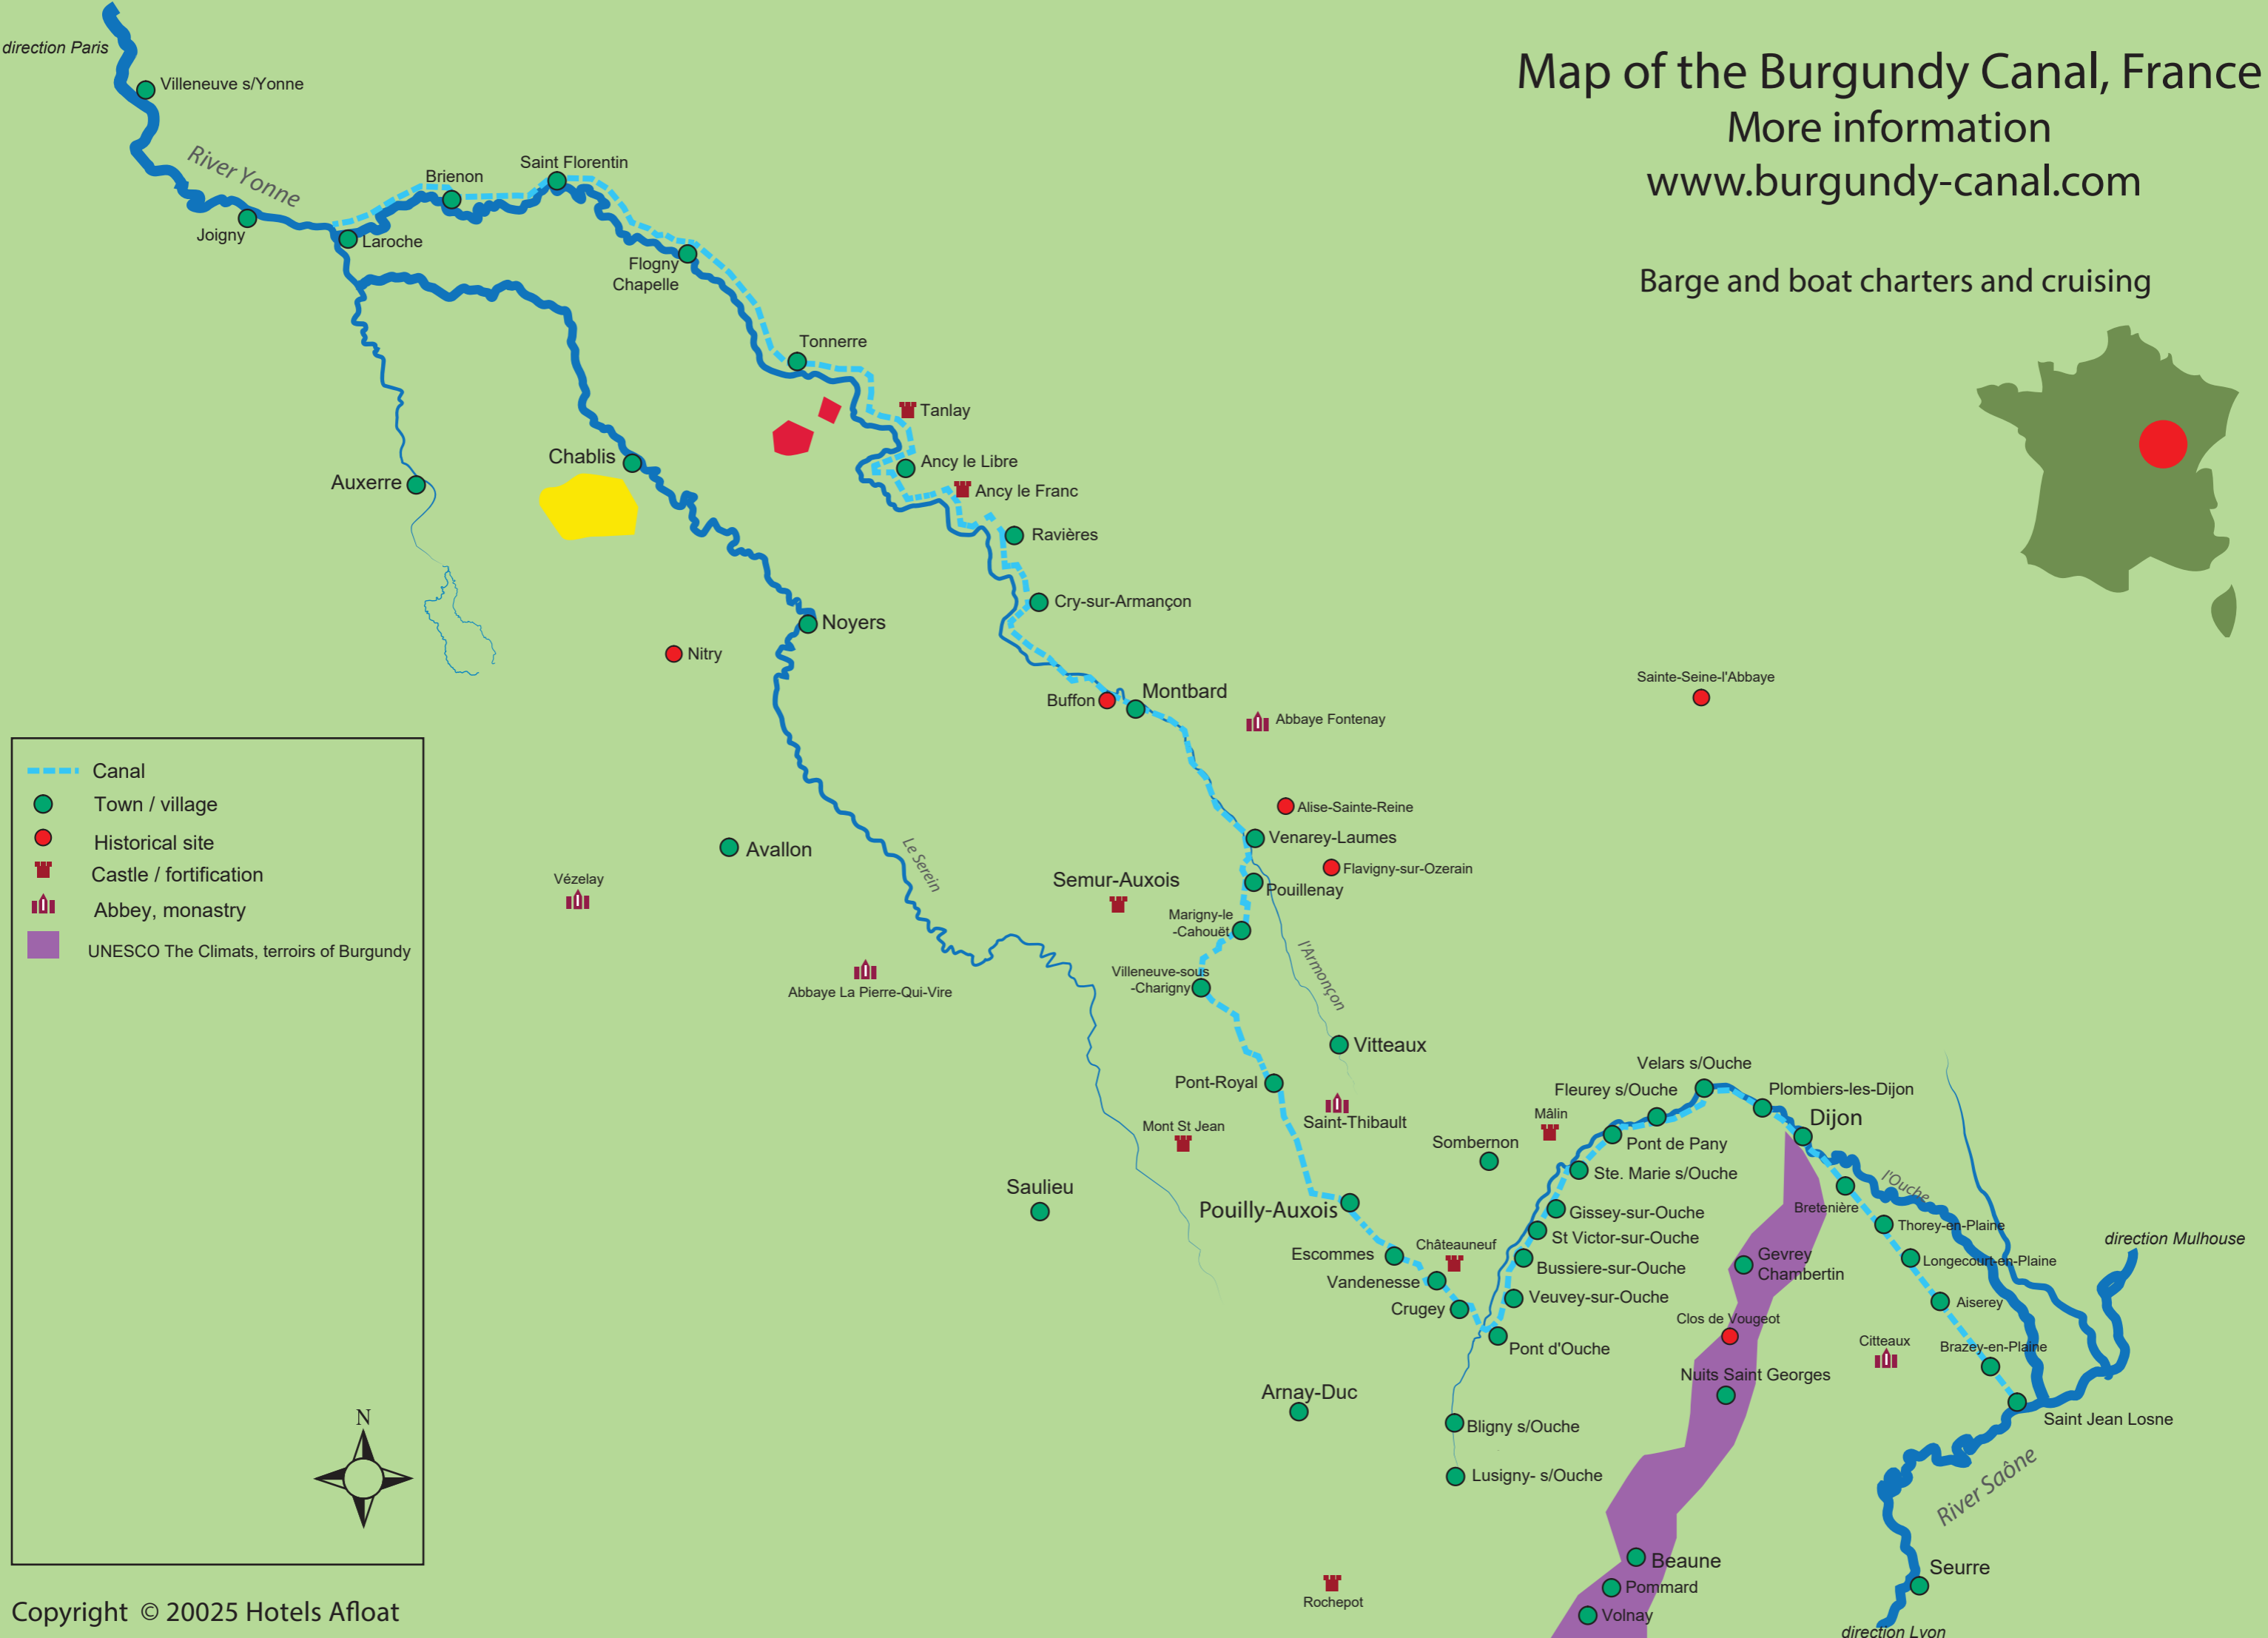 direction Paris
Villeneuve s/Yonne
Map of the Burgundy Canal, France
More information
www.burgundy-canal.com
Barge and boat charters and cruising
River Yonne
Joigny
Laroche
Brienon
Saint Florentin
Flogny
Chapelle
Tonnerre
Tanlay
Ancy le Libre
Ancy le Franc
Ravières
Cry-sur-Armançon
Chablis
Auxerre
Noyers
Nitry
Buffon
Montbard
Abbaye Fontenay
Sainte-Seine-l'Abbaye
Alise-Sainte-Reine
Venarey-Laumes
Flavigny-sur-Ozerain
Pouillenay
Semur-Auxois
Marigny-le
-Cahouët
Villeneuve-sous
-Charigny
l'Armonçon
Le Serein
Avallon
Vézelay
Abbaye La Pierre-Qui-Vire
Vitteaux
Pont-Royal
Saint-Thibault
Mont St Jean
Saulieu
Pouilly-Auxois
Escommes
Châteauneuf
Vandenesse
Crugey
Pont d'Ouche
Veuvey-sur-Ouche
Bussiere-sur-Ouche
St Victor-sur-Ouche
Gissey-sur-Ouche
Ste. Marie s/Ouche
Pont de Pany
Sombernon
Mâlin
Fleurey s/Ouche
Velars s/Ouche
Plombiers-les-Dijon
Dijon
l'Ouche
Bretenière
Thorey-en-Plaine
Longecourt-en-Plaine
Aiserey
Brazey-en-Plaine
Citteaux
Saint Jean Losne
direction Mulhouse
Gevrey
Chambertin
Clos de Vougeot
Nuits Saint Georges
Arnay-Duc
Bligny s/Ouche
Lusigny- s/Ouche
Rochepot
Beaune
Pommard
Volnay
River Saône
Seurre
direction Lyon
Canal
Town / village
Historical site
Castle / fortification
Abbey, monastry
UNESCO The Climats, terroirs of Burgundy
N
Copyright © 20025 Hotels Afloat